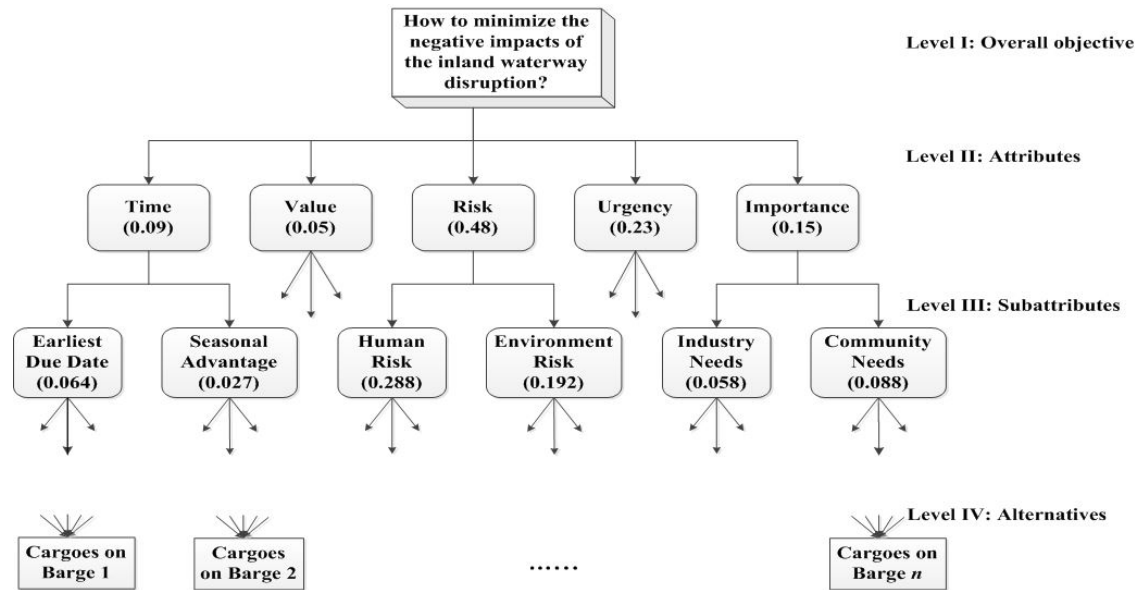 How to minimize the
negative impacts of
the inland waterway
disruption?
Level I: Overall objective
Level II: Attributes
Time
(0.09)
Value
(0.05)
Risk
(0.48)
Urgency
(0.23)
Importance
(0.15)
Level III: Subattributes
Earliest
Due Date
(0.064)
Seasonal
Advantage
(0.027)
Human
Risk
(0.288)
Environment
Risk
(0.192)
Industry
Needs
(0.058)
Community
Needs
(0.088)
Level IV: Alternatives
Cargoes on
Barge 1
Cargoes
on Barge 2
......
Cargoes on
Barge n